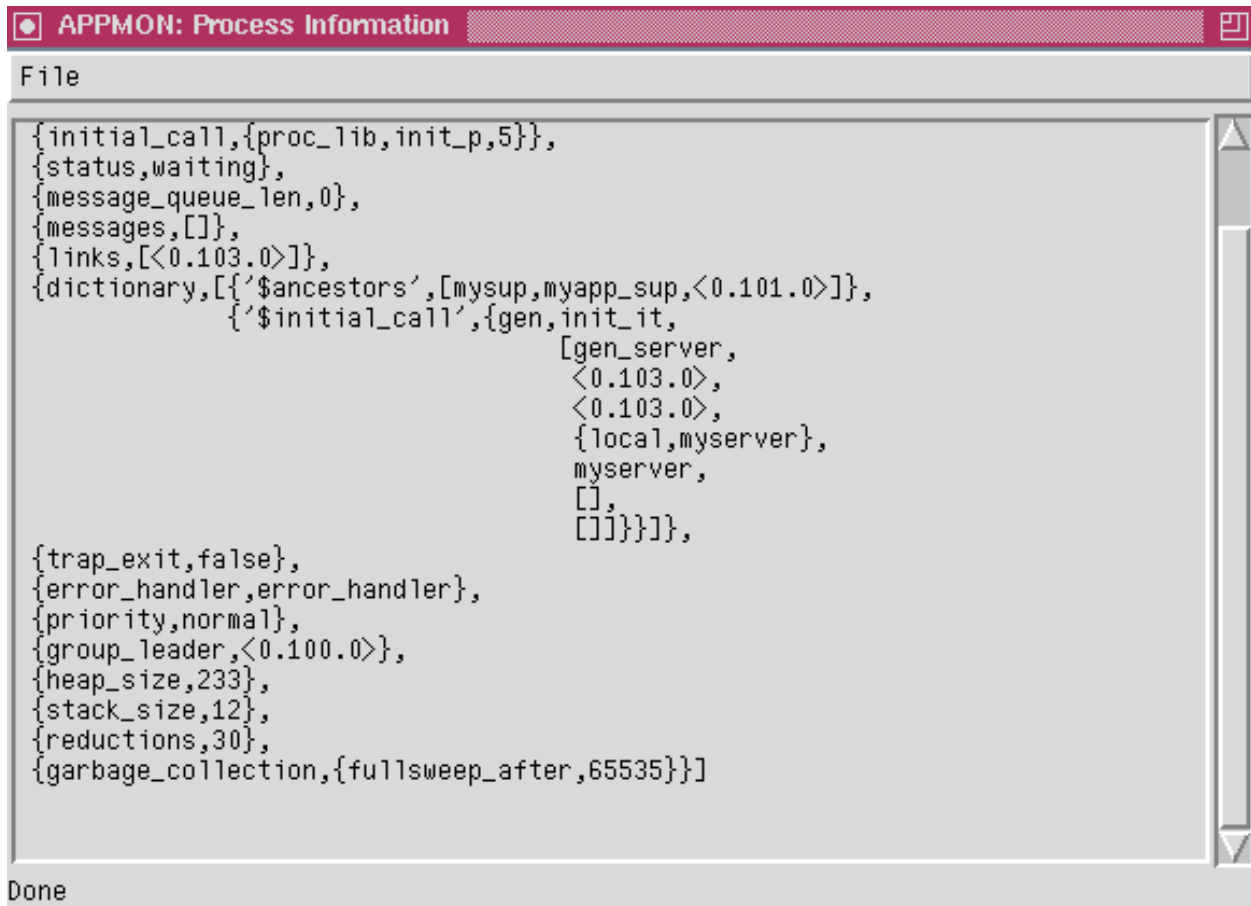 APPMON: Process Information
File
{initial_call,{proc_lib,init_p,5}},
{status,waiting},
{message_queue_len,0},
{messages,[]},
{links,[<0.103.0>]},
{dictionary,[{'$ancestors',[mysup,myapp_sup,<0.101.0>]},
{'$initial_call',{gen,init_it,
[gen_server,
<0.103.0>,
<0.103.0>,
{local,myserver},
myserver,
[],
[]]}}]},
{trap_exit,false},
{error_handler,error_handler},
{priority,normal},
{group_leader,<0.100.0>},
{heap_size,233},
{stack_size,12},
{reductions,30},
{garbage_collection,{fullsweep_after,65535}}]
Done